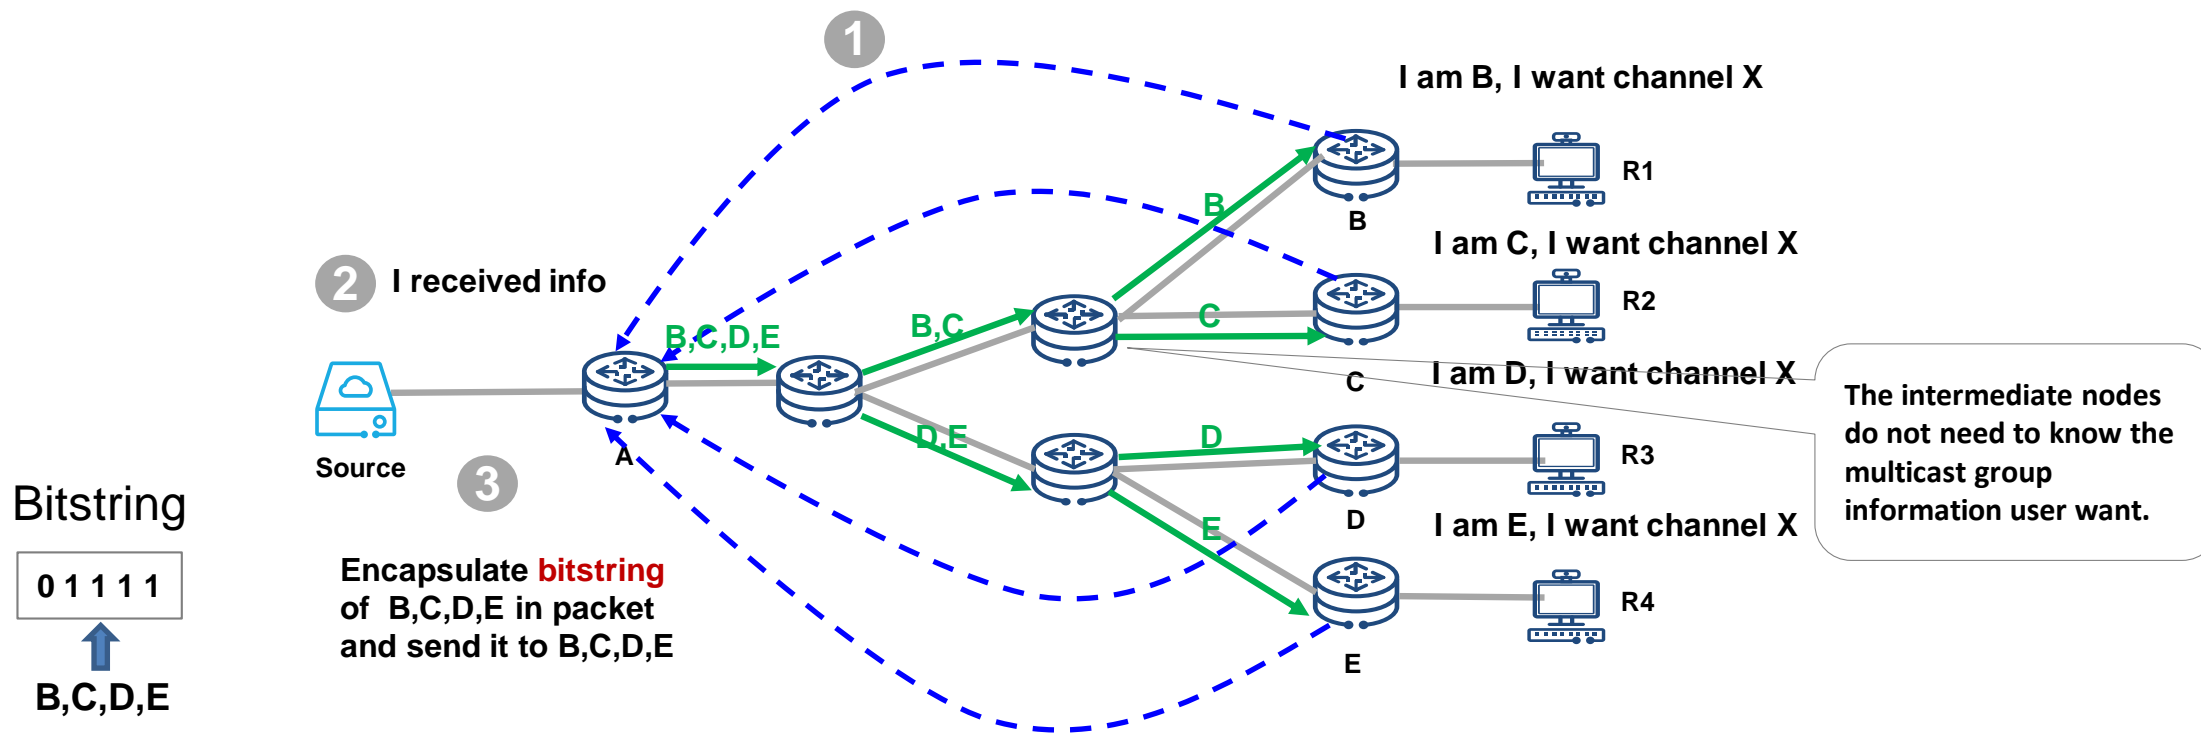 1
I am B, I want channel X
R1
B
B
I am C, I want channel X
2
I received info
R2
B,C,D,E
B,C
C
C
I am D, I want channel X
The intermediate nodes
do not need to know the
multicast group
information user want.
Source
A
D,E
D
R3
3
D
I am E, I want channel X
E
Bitstring
0 1 1 1 1
B,C,D,E
Encapsulate bitstring
of B,C,D,E in packet
and send it to B,C,D,E
R4
E